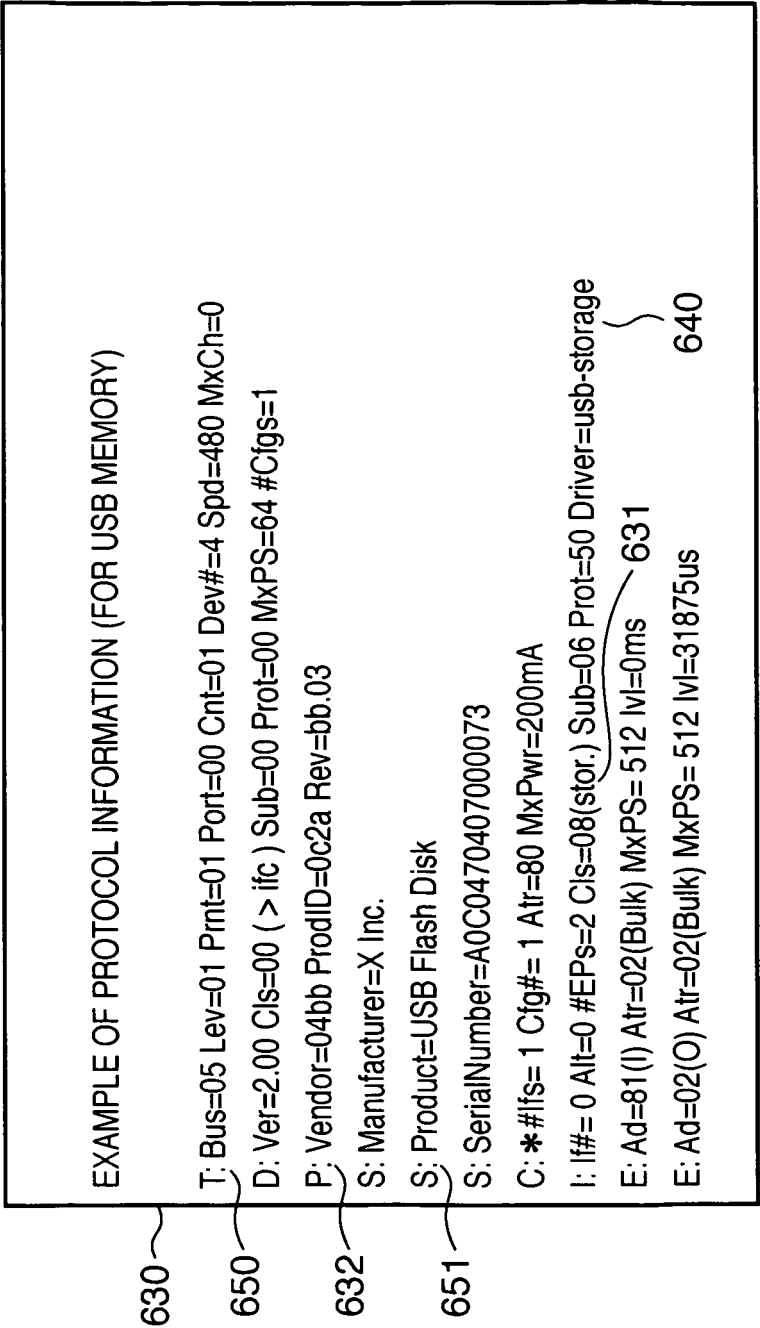 EXAMPLE OF PROTOCOL INFORMATION (FOR USB MEMORY)
630
T: Bus=05 Lev=01 Prnt=01 Port=00 Cnt=01 Dev#=4 Spd=480 MxCh=0
650
D: Ver=2.00 Cls=00 ( > ifc ) Sub=00 Prot=00 MxPS=64 #Cfgs=1
P: Vendor=04bb ProdID=0c2a Rev=bb.03
632
S: Manufacturer=X Inc.
S: Product=USB Flash Disk
651
S: SerialNumber=A0C04704070000073
C: *#Ifs= 1 Cfg#= 1 Atr=80 MxPwr=200mA
I: If#= 0 Alt=0 #EPs=2 Cls=08(stor.) Sub=06 Prot=50 Driver=usb-storage
631
640
E: Ad=81(I) Atr=02(Bulk) MxPS= 512 Ivl=0ms
E: Ad=02(O) Atr=02(Bulk) MxPS= 512 Ivl=31875us